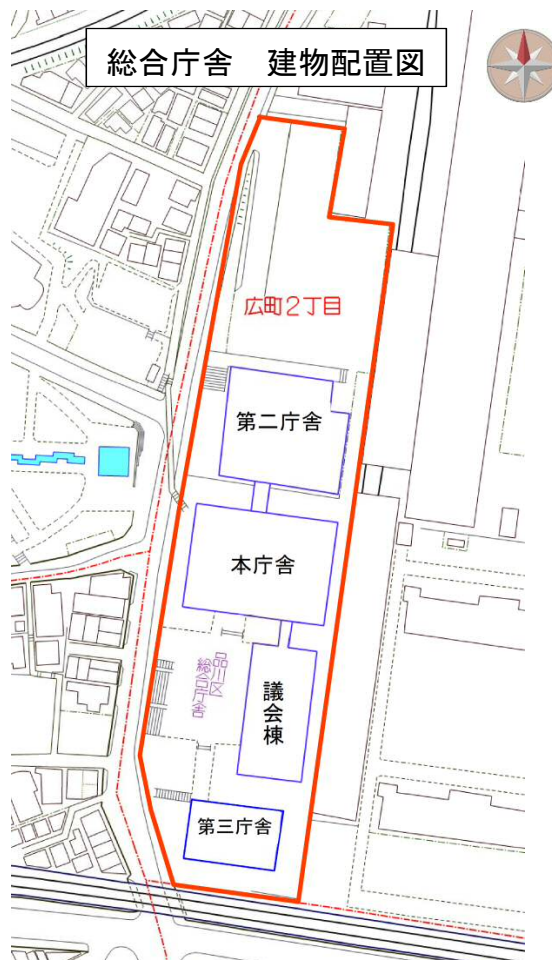 総合庁舎　建物配置図
広町2丁目
第二庁舎
本庁舎
品川区
総合庁舎
議会棟
第三庁舎